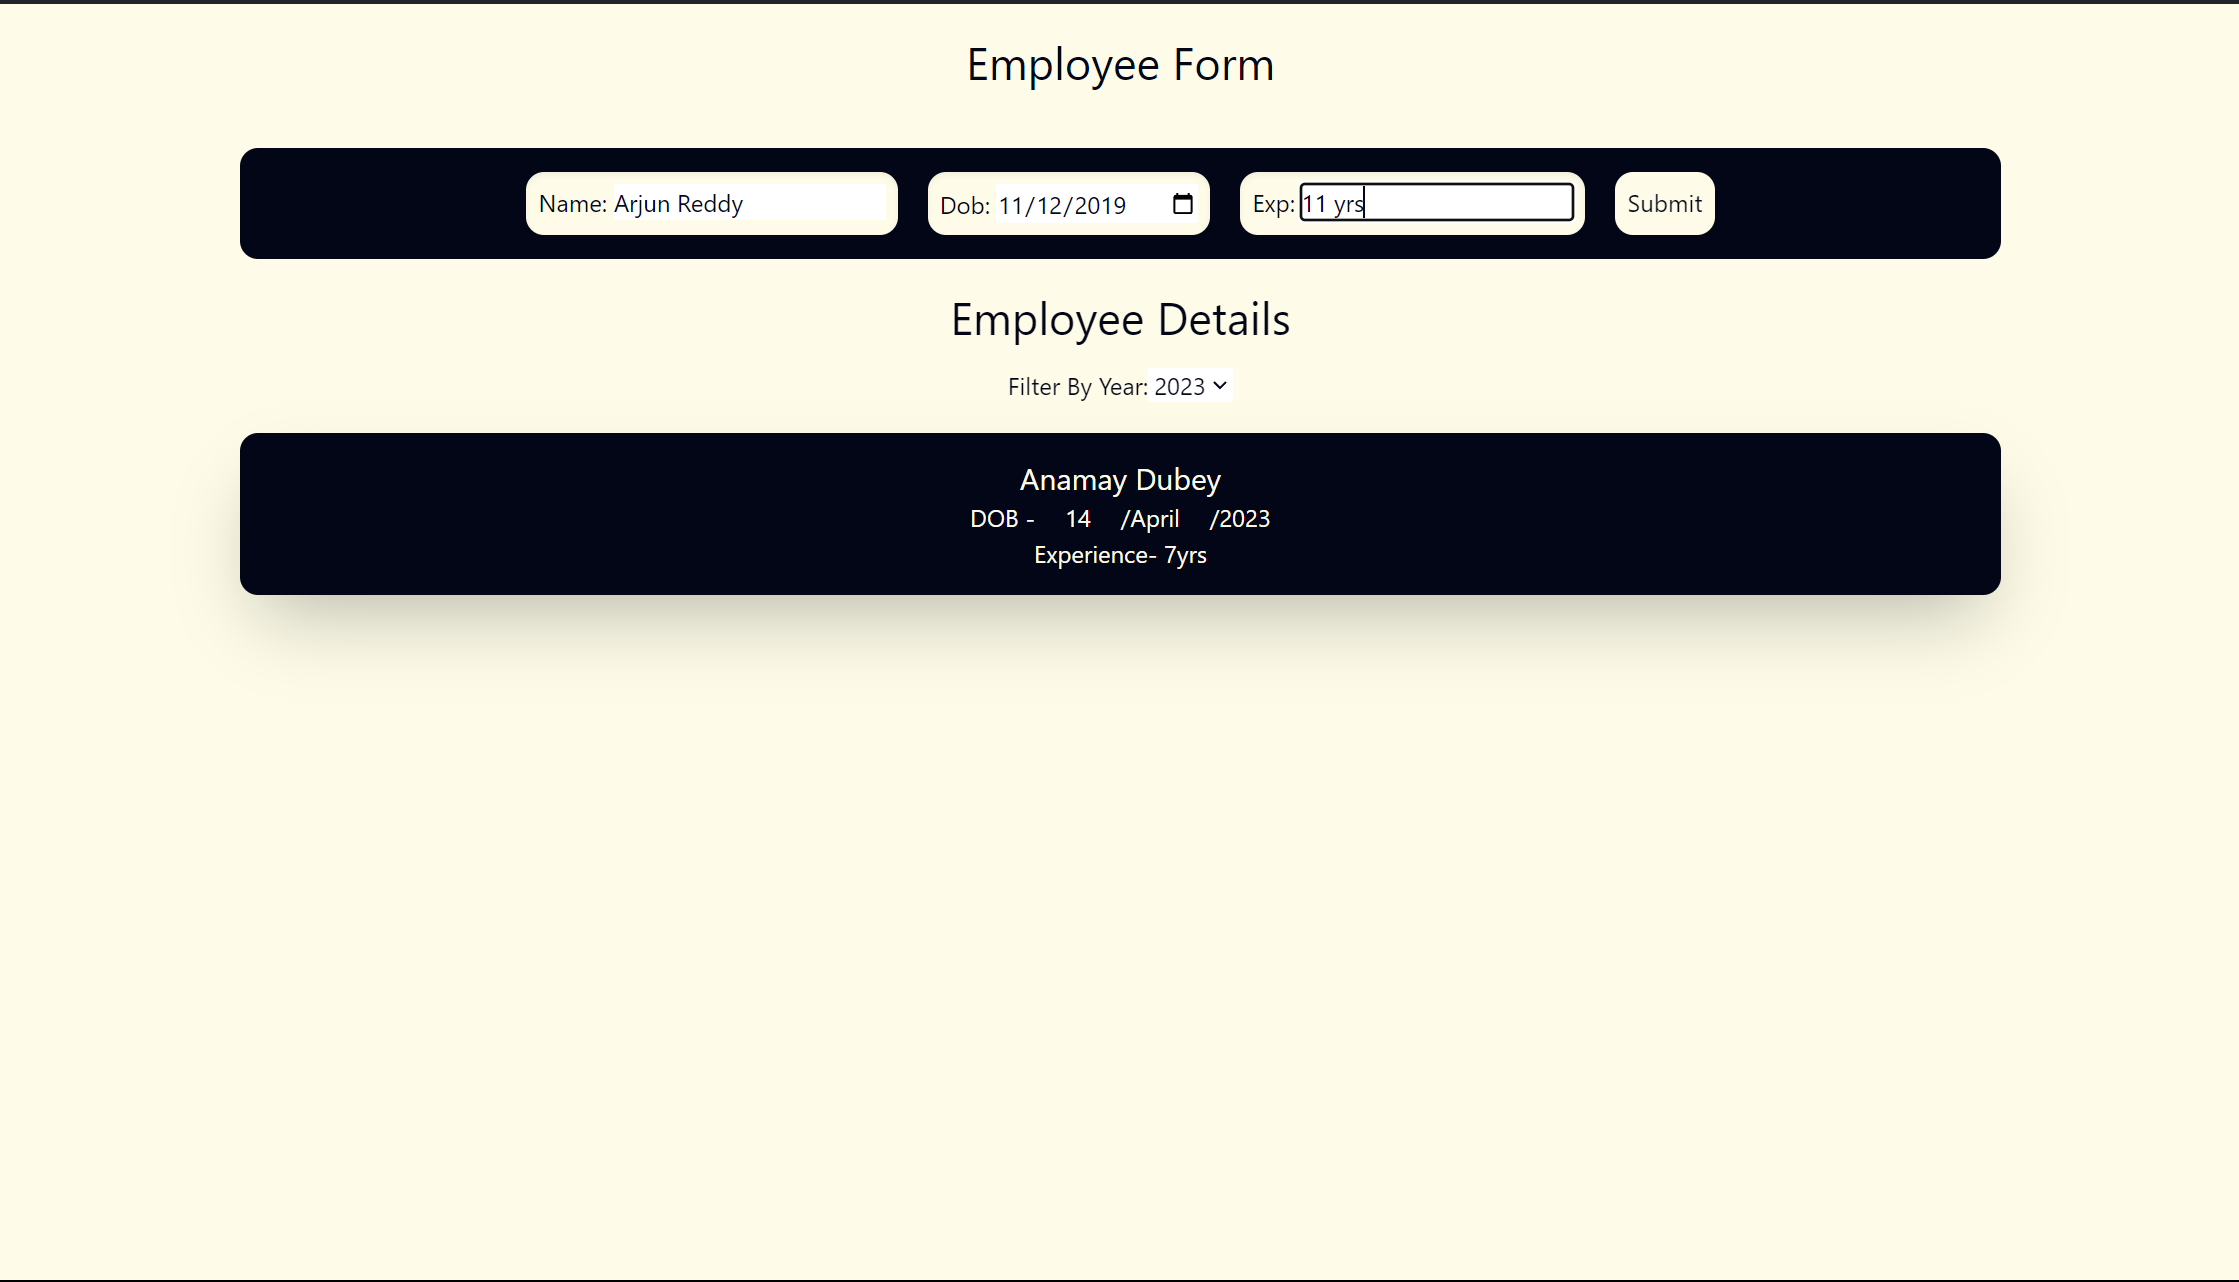 Employee Form
Name: Arjun Reddy Dob: 11/12/2019 Exp: 11 yrs Submit
Employee Details
Filter By Year: 2023
Anamay Dubey
DOB - 14 /April /2023
Experience- 7yrs